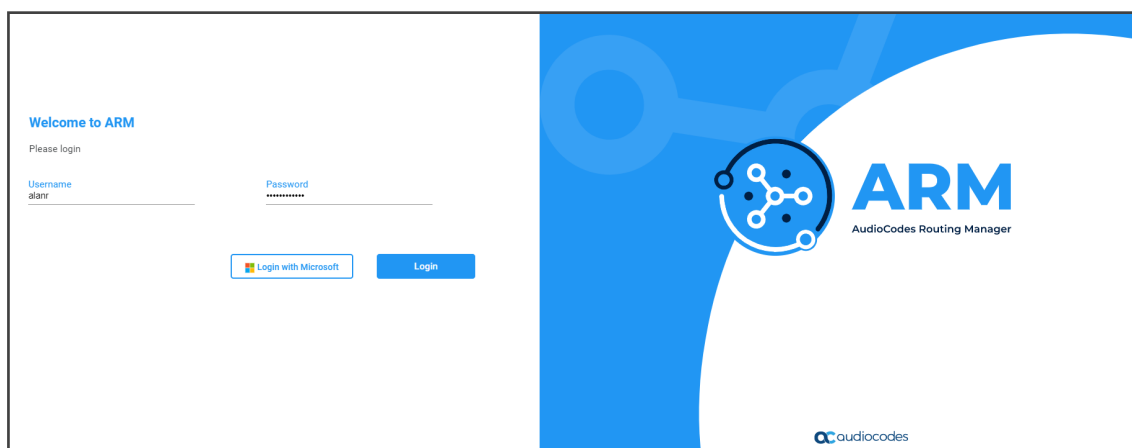 Welcome to ARM
Please login
Username
alanr
Password
••••••••••••
Login with Microsoft
Login
ARM
AudioCodes Routing Manager
audiocodes